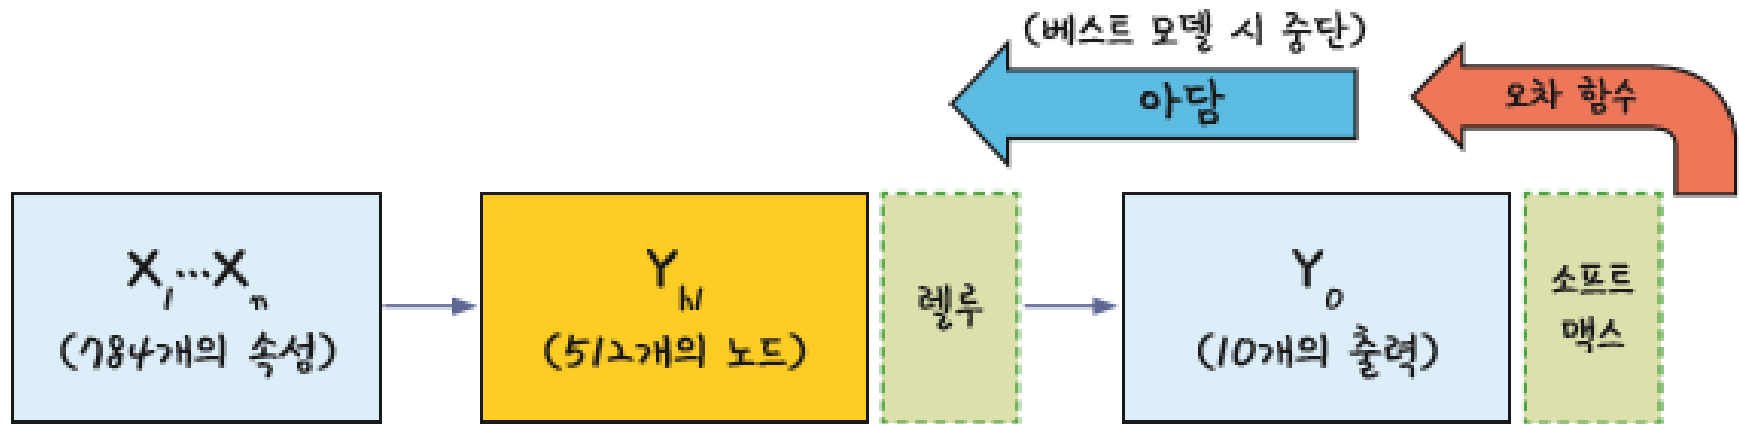 (베스트 모델 시 중단)
아담
오차 함수
X₁…Xₙ
(784개의 속성)
Y_h1
(512개의 노드)
렐루
Y_0
(10개의 출력)
소프트
맥스